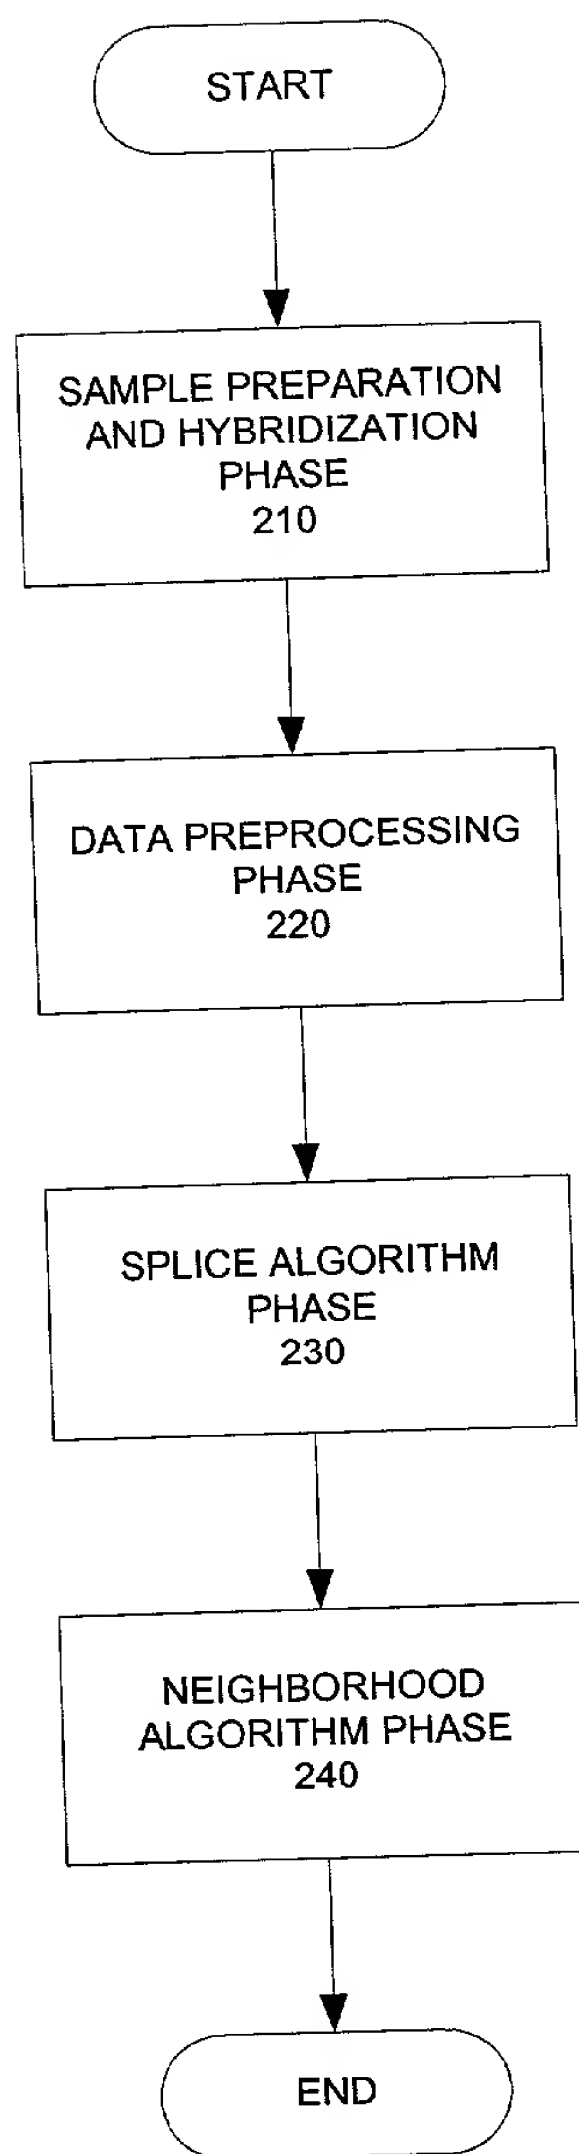 START
SAMPLE PREPARATION
AND HYBRIDIZATION
PHASE
210
DATA PREPROCESSING
PHASE
220
SPLICE ALGORITHM
PHASE
230
NEIGHBORHOOD
ALGORITHM PHASE
240
END